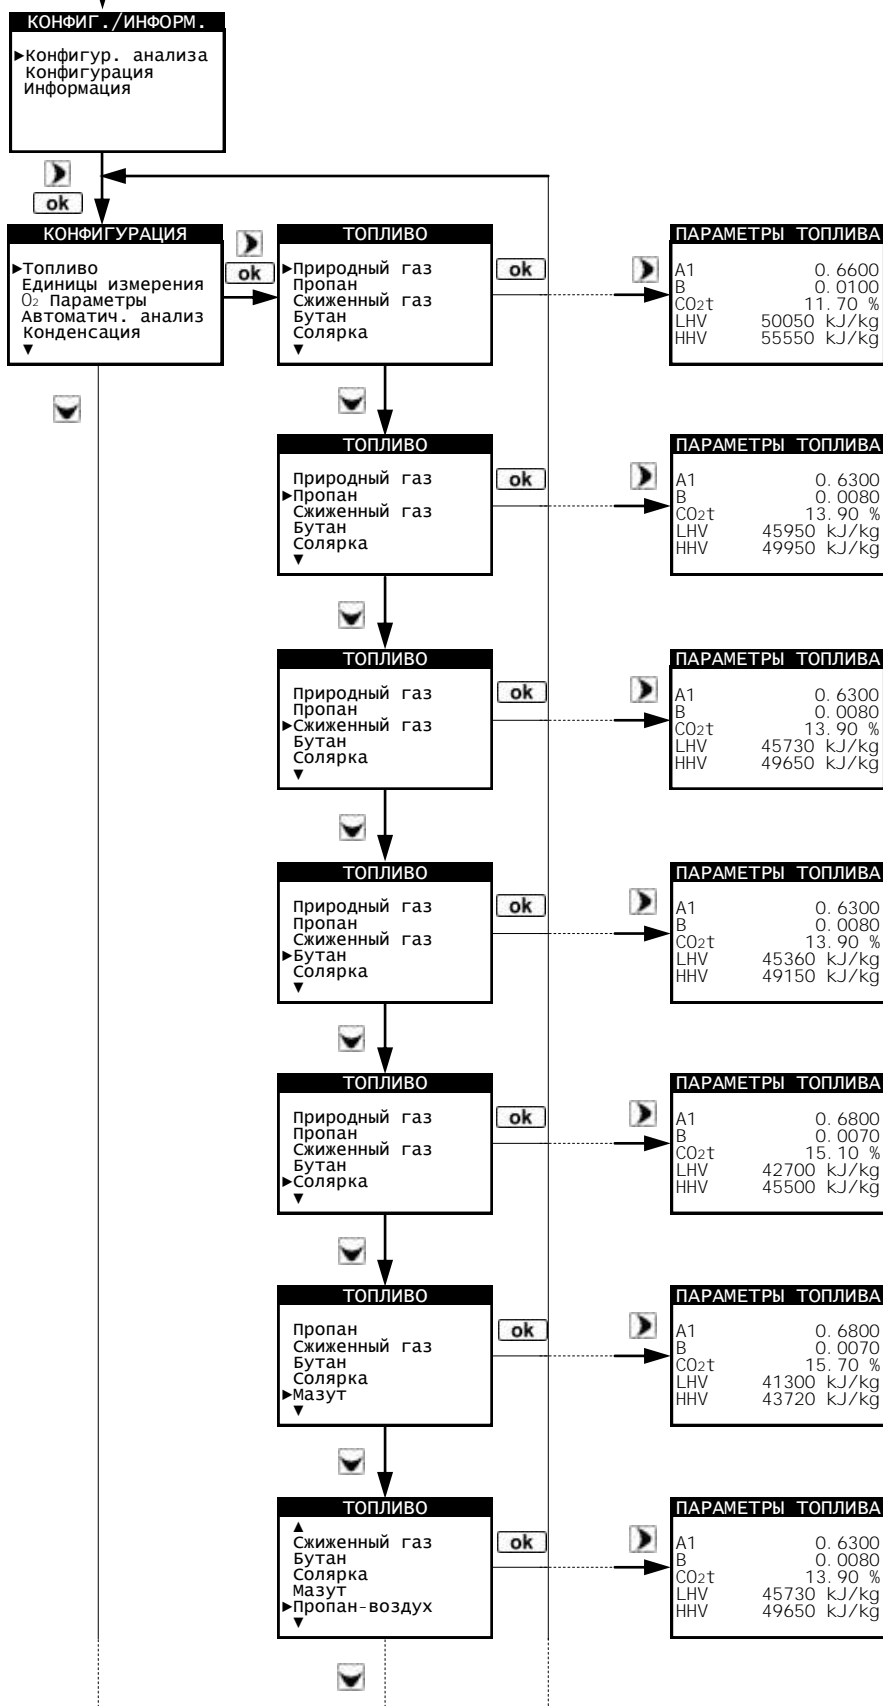 КОНФИГ./ИНФОРМ.
►Конфигур. анализа
Конфигурация
Информация
ok
КОНФИГУРАЦИЯ
►Топливо
Единицы измерения
O2 Параметры
Автоматич. анализ
Конденсация
▼
ok
ТОПЛИВО
►Природный газ
Пропан
Сжиженный газ
Бутан
Солярка
▼
ok
ПАРАМЕТРЫ ТОПЛИВА
A1 0.6600
B 0.0100
CO2t 11.70 %
LHV 50050 kJ/kg
HHV 55550 kJ/kg
ТОПЛИВО
Природный газ
►Пропан
Сжиженный газ
Бутан
Солярка
▼
ok
ПАРАМЕТРЫ ТОПЛИВА
A1 0.6300
B 0.0080
CO2t 13.90 %
LHV 45950 kJ/kg
HHV 49950 kJ/kg
ТОПЛИВО
Природный газ
Пропан
►Сжиженный газ
Бутан
Солярка
▼
ok
ПАРАМЕТРЫ ТОПЛИВА
A1 0.6300
B 0.0080
CO2t 13.90 %
LHV 45730 kJ/kg
HHV 49650 kJ/kg
ТОПЛИВО
Природный газ
Пропан
Сжиженный газ
►Бутан
Солярка
▼
ok
ПАРАМЕТРЫ ТОПЛИВА
A1 0.6300
B 0.0080
CO2t 13.90 %
LHV 45360 kJ/kg
HHV 49150 kJ/kg
ТОПЛИВО
Природный газ
Пропан
Сжиженный газ
Бутан
►Солярка
▼
ok
ПАРАМЕТРЫ ТОПЛИВА
A1 0.6800
B 0.0070
CO2t 15.10 %
LHV 42700 kJ/kg
HHV 45500 kJ/kg
ТОПЛИВО
Пропан
Сжиженный газ
Бутан
Солярка
►Мазут
▼
ok
ПАРАМЕТРЫ ТОПЛИВА
A1 0.6800
B 0.0070
CO2t 15.70 %
LHV 41300 kJ/kg
HHV 43720 kJ/kg
ТОПЛИВО
▲
Сжиженный газ
Бутан
Солярка
Мазут
►Пропан-воздух
▼
ok
ПАРАМЕТРЫ ТОПЛИВА
A1 0.6300
B 0.0080
CO2t 13.90 %
LHV 45730 kJ/kg
HHV 49650 kJ/kg